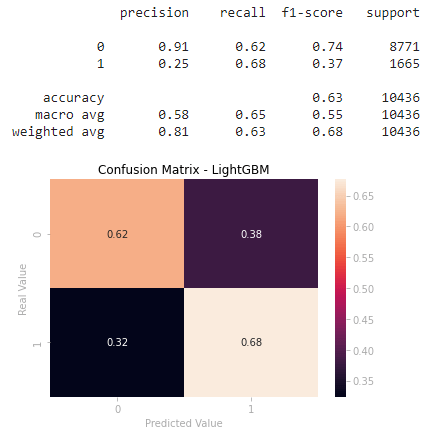 precision recall f1-score support
0 0.91 0.62 0.74 8771
1 0.25 0.68 0.37 1665
accuracy 0.63 10436
macro avg 0.58 0.65 0.55 10436
weighted avg 0.81 0.63 0.68 10436
Confusion Matrix - LightGBM
0.65
0.60
0.55
0.50
0.45
0.40
0.35
Real Value
0
1
0.62 0.38
0.32 0.68
0 1
Predicted Value